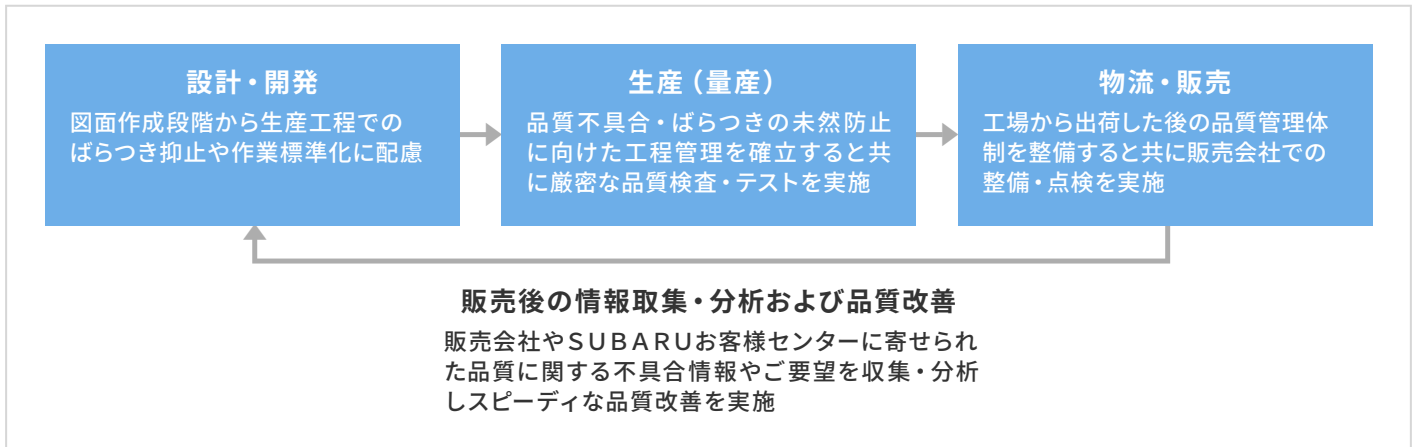 設計・開発
図面作成段階から生産工程での
ばらつき抑止や作業標準化に配慮
生産（量産）
品質不具合・ばらつきの未然防止
に向けた工程管理を確立すると共
に厳密な品質検査・テストを実施
物流・販売
工場から出荷した後の品質管理体
制を整備すると共に販売会社での
整備・点検を実施
販売後の情報取集・分析および品質改善
販売会社やSUBARUお客様センターに寄せられ
た品質に関する不具合情報やご要望を収集・分析
しスピーディな品質改善を実施